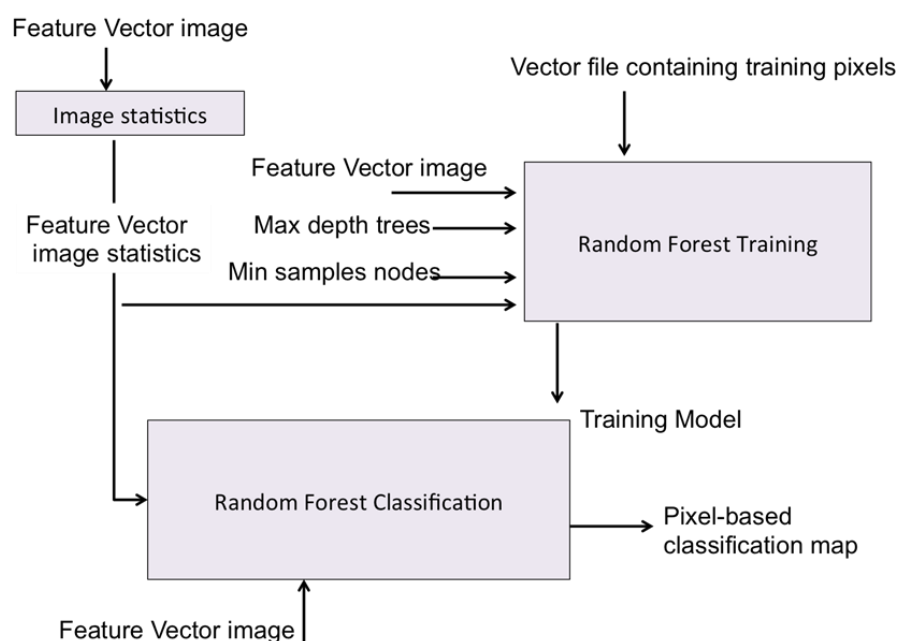 Feature Vector image
Vector file containing training pixels
Image statistics
Feature Vector image
Max depth trees
Min samples nodes
Random Forest Training
Feature Vector
image statistics
Training Model
Random Forest Classification
Pixel-based
classification map
Feature Vector image